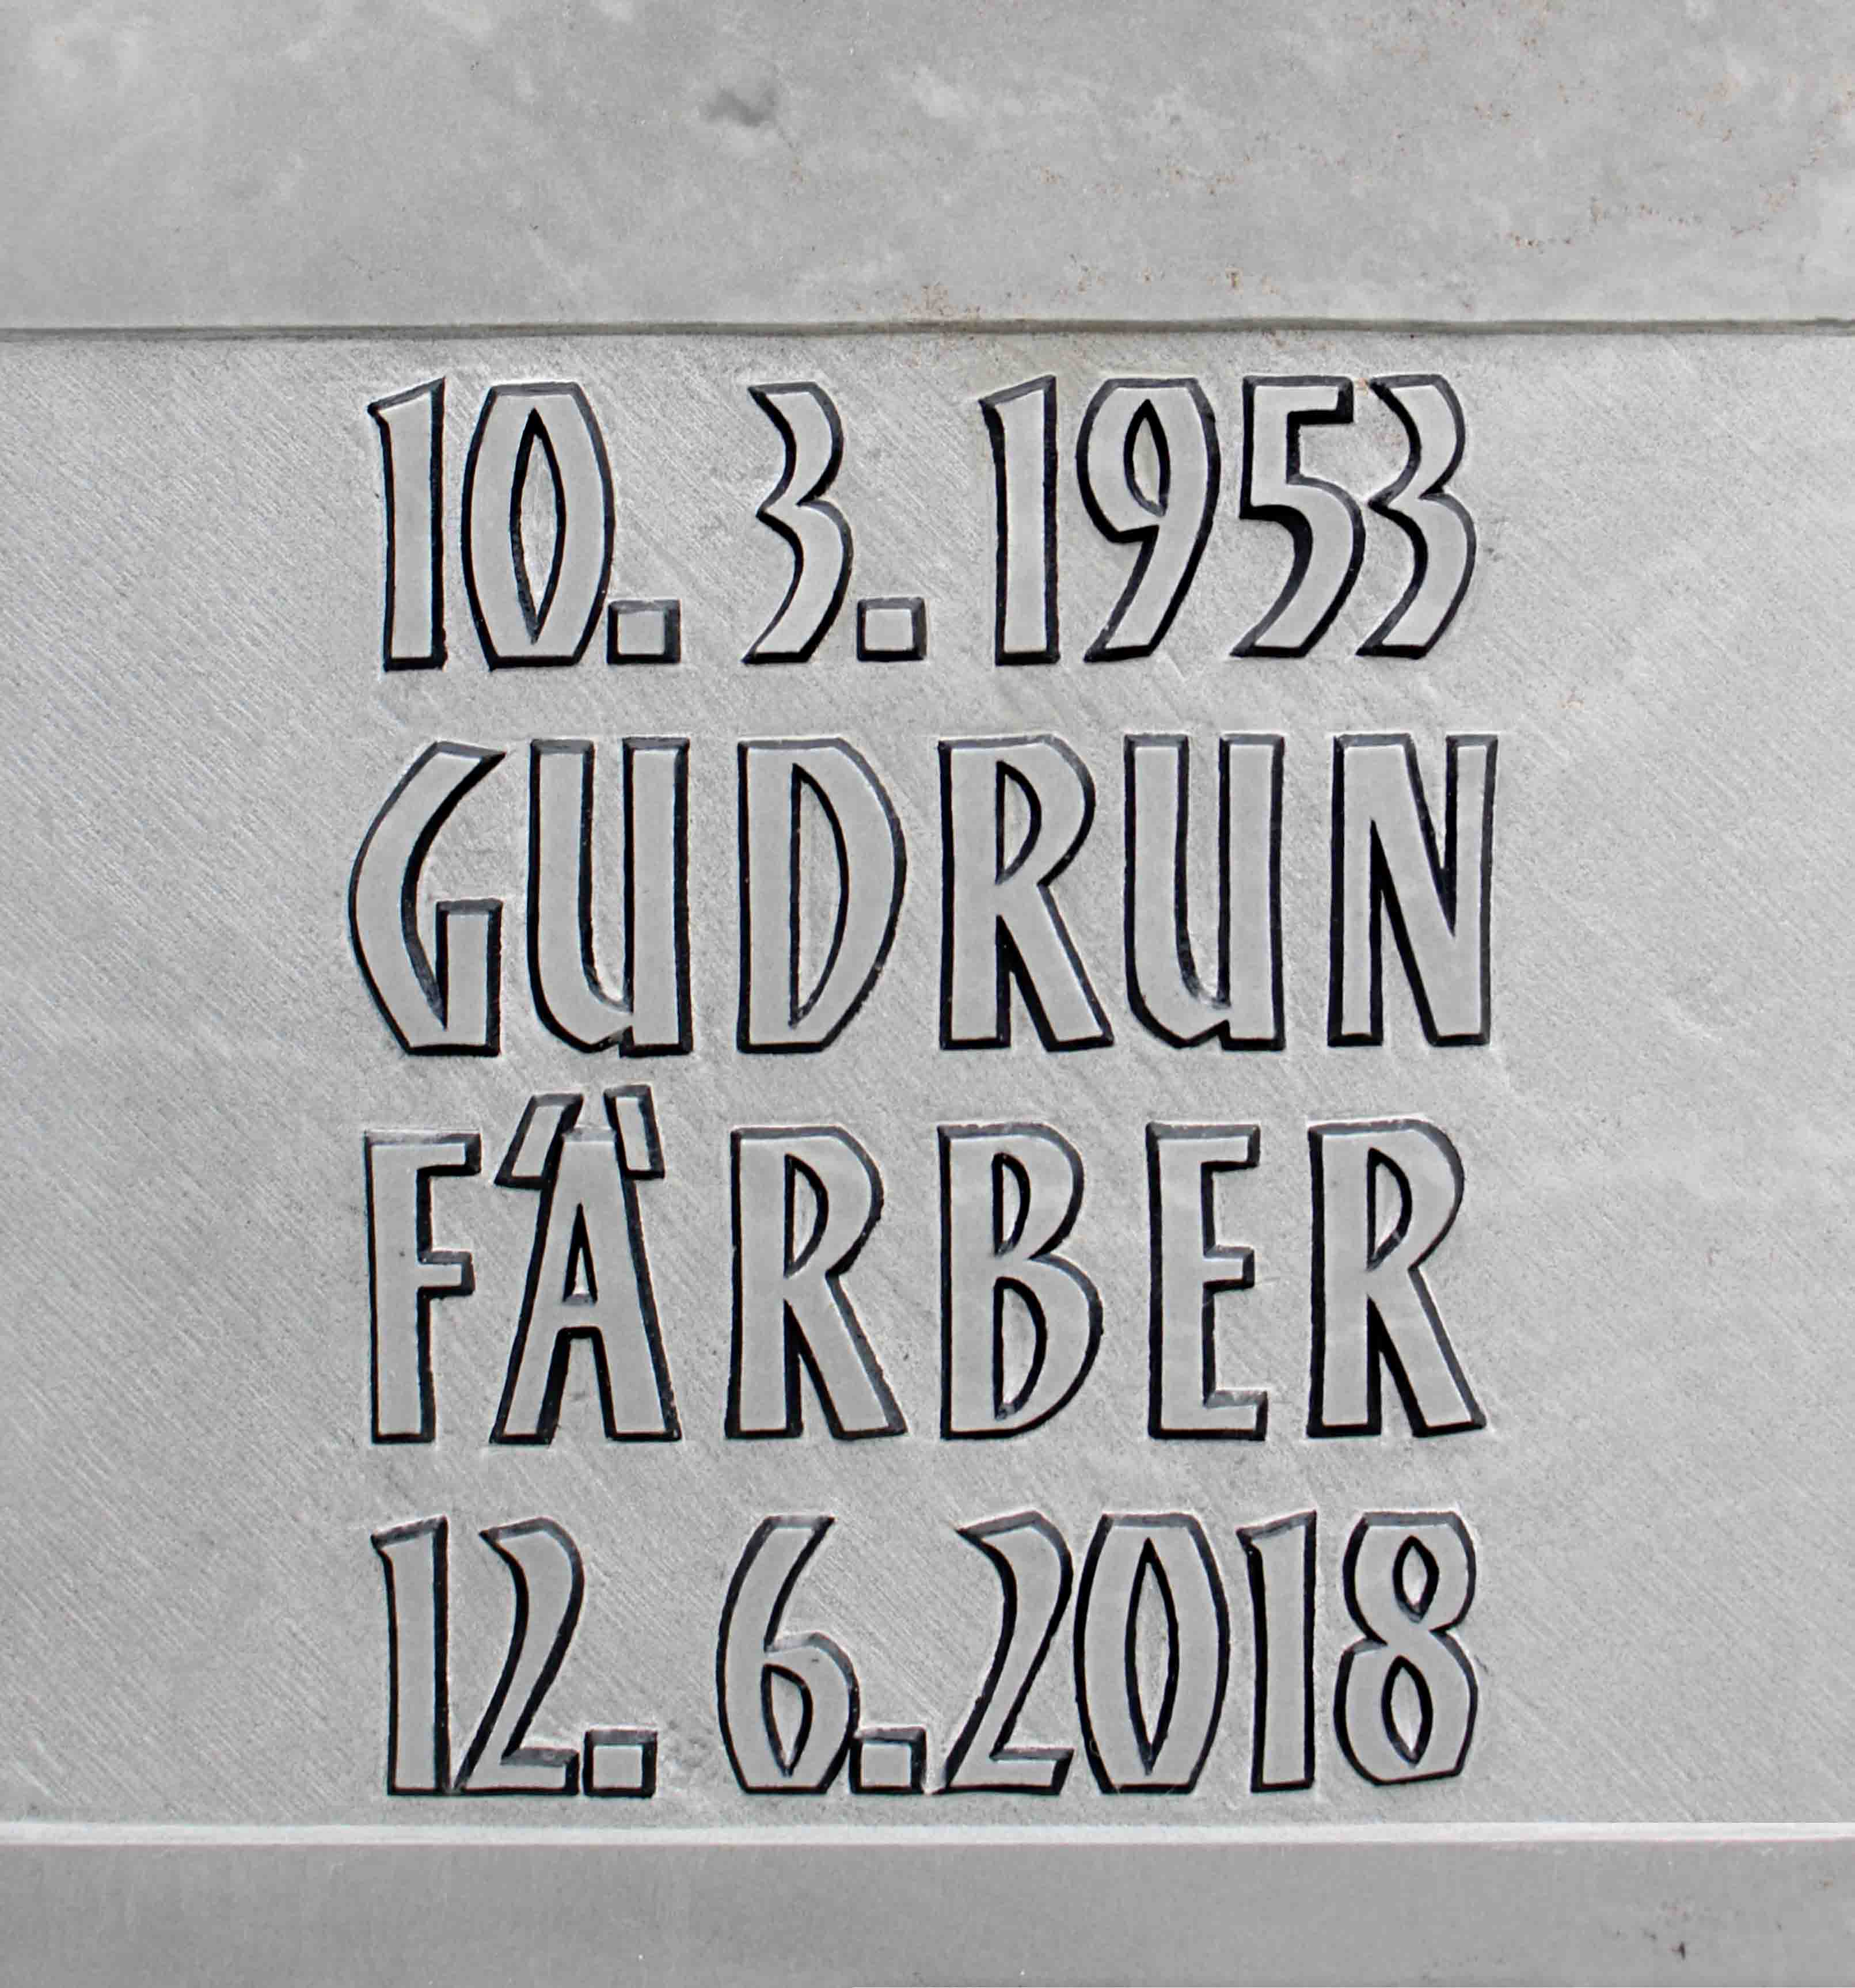 10. 3. 1953
GUDRUN
FÄRBER
12. 6. 2018